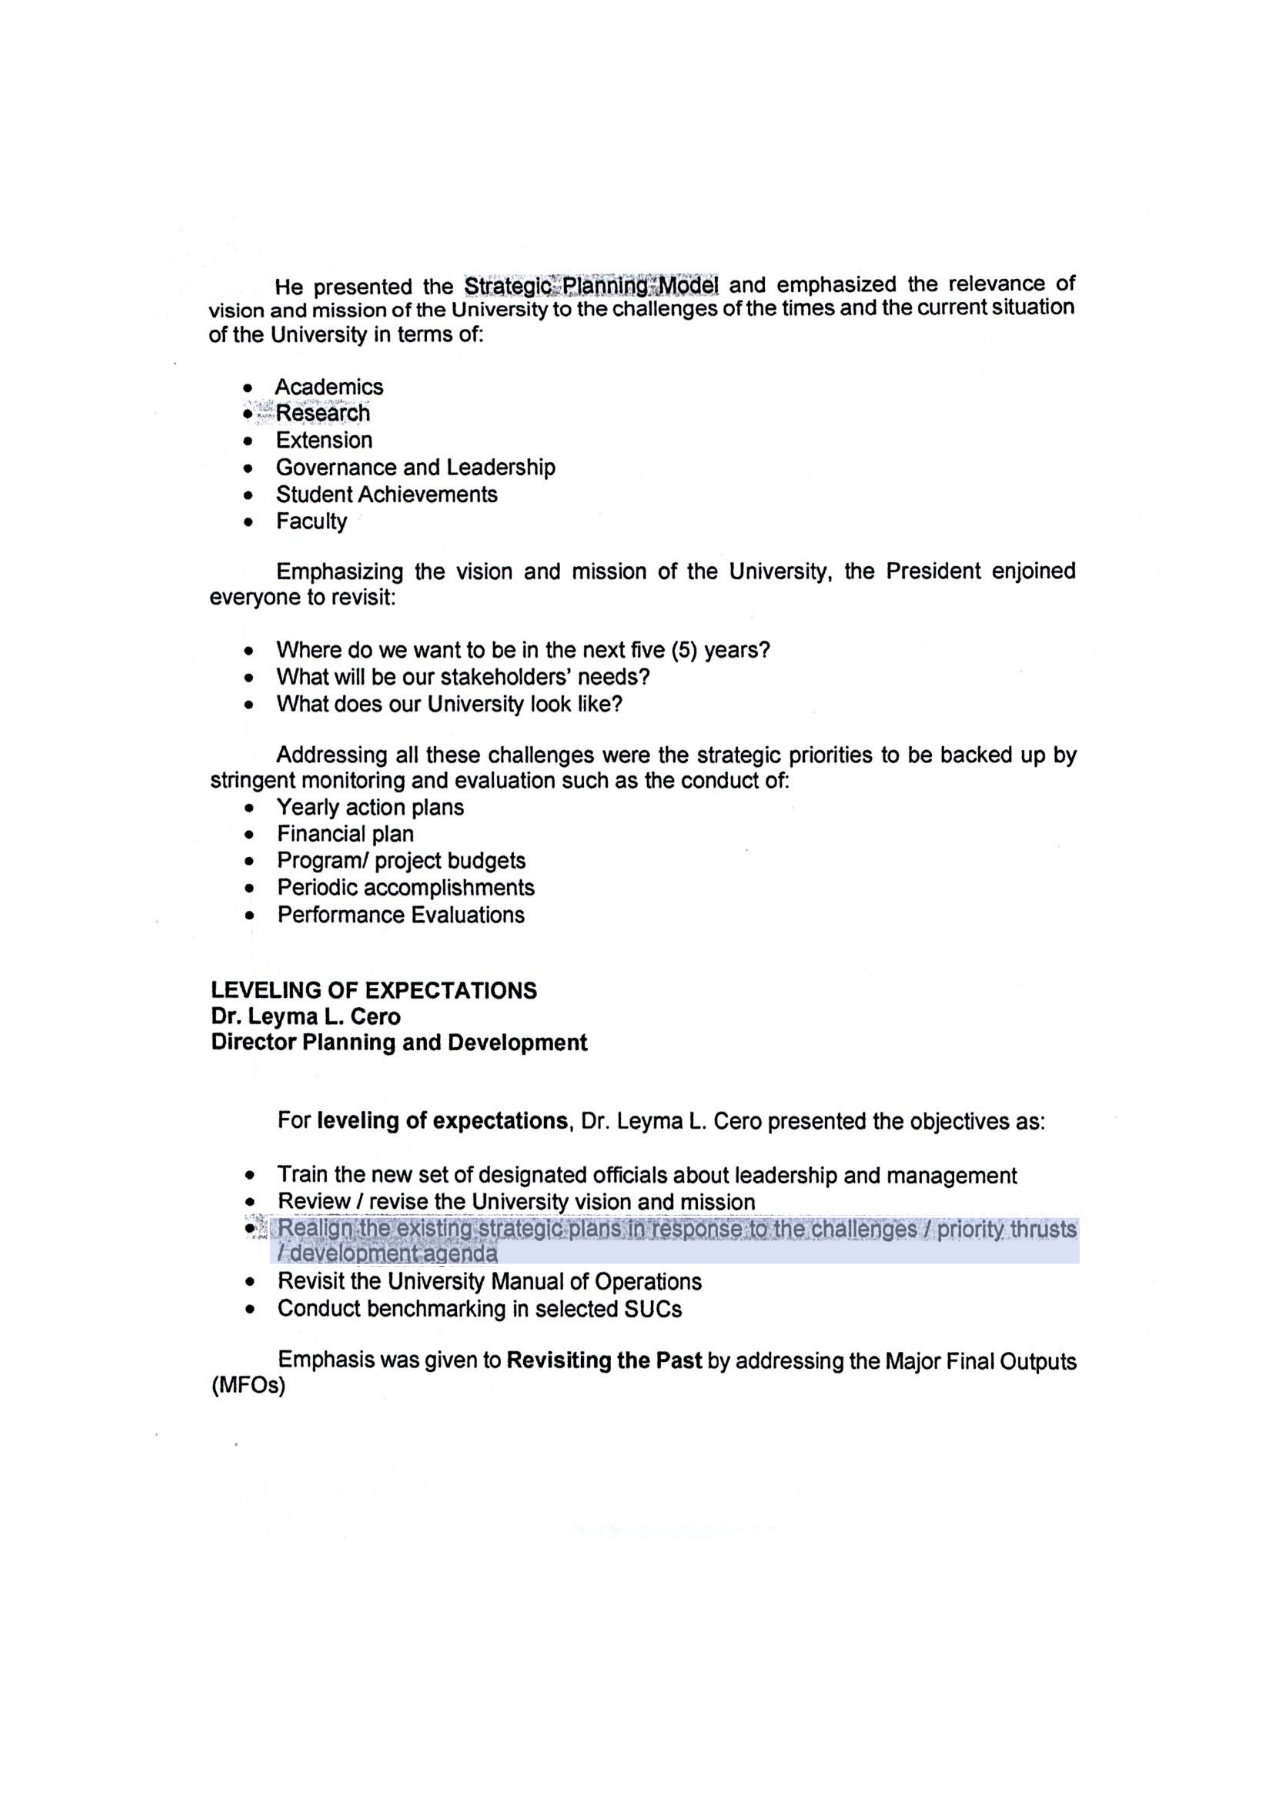 He presented the Strategic Planning Model and emphasized the relevance of
vision and mission of the University to the challenges of the times and the current situation
of the University in terms of:
• Academics
• Research
• Extension
• Governance and Leadership
• Student Achievements
• Faculty
Emphasizing the vision and mission of the University, the President enjoined
everyone to revisit:
• Where do we want to be in the next five (5) years?
• What will be our stakeholders' needs?
• What does our University look like?
Addressing all these challenges were the strategic priorities to be backed up by
stringent monitoring and evaluation such as the conduct of:
• Yearly action plans
• Financial plan
• Program/ project budgets
• Periodic accomplishments
• Performance Evaluations
LEVELING OF EXPECTATIONS
Dr. Leyma L. Cero
Director Planning and Development
For leveling of expectations, Dr. Leyma L. Cero presented the objectives as:
• Train the new set of designated officials about leadership and management
• Review / revise the University vision and mission
• Realign the existing strategic plans in response to the challenges / priority thrusts
/ development agenda
• Revisit the University Manual of Operations
• Conduct benchmarking in selected SUCs
Emphasis was given to Revisiting the Past by addressing the Major Final Outputs
(MFOs)